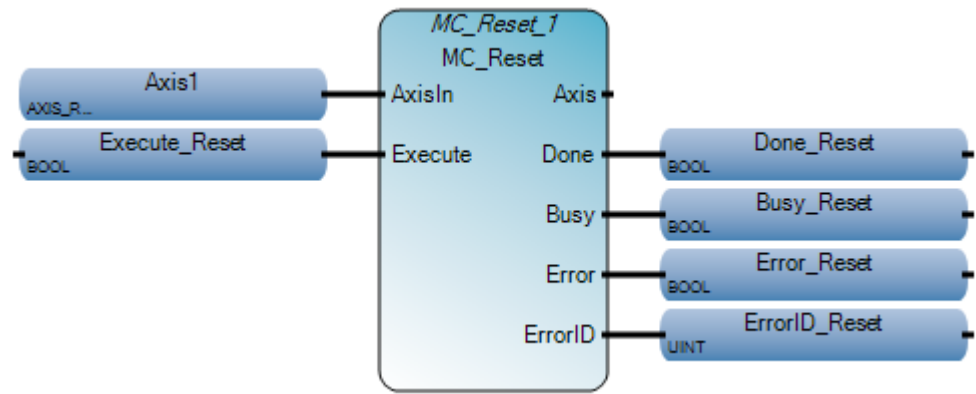 MC_Reset_1
MC_Reset
Axis1
AXIS_R...
AxisIn
Axis
Execute_Reset
BOOL
Execute
Done
Done_Reset
BOOL
Busy
Busy_Reset
BOOL
Error
Error_Reset
BOOL
ErrorID
ErrorID_Reset
UINT